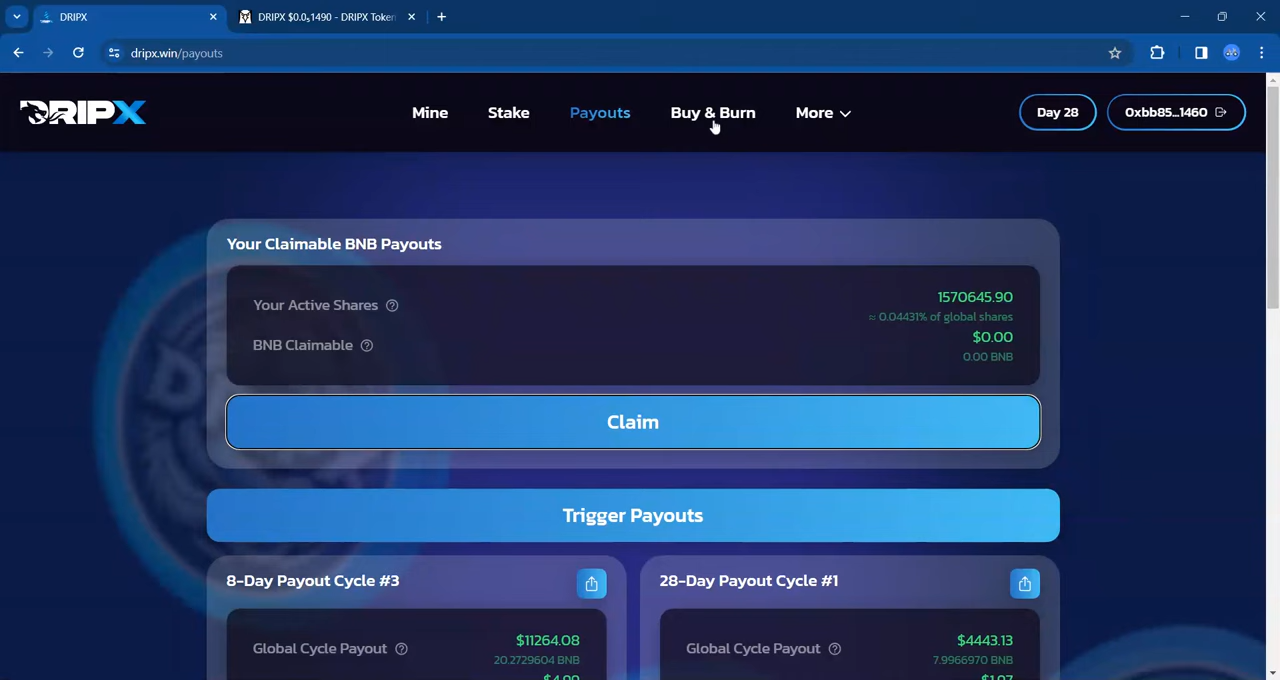 DRIPX
DRIPX $0.0₅1490 - DRIPX Token
dripx.win/payouts
DRIPX
Mine
Stake
Payouts
Buy & Burn
More
Day 28
0xbb85...1460
Your Claimable BNB Payouts
Your Active Shares
1570645.90
≈ 0.04431% of global shares
BNB Claimable
$0.00
0.00 BNB
Claim
Trigger Payouts
8-Day Payout Cycle #3
Global Cycle Payout
$11264.08
20.2729604 BNB
28-Day Payout Cycle #1
Global Cycle Payout
$4443.13
7.9966970 BNB